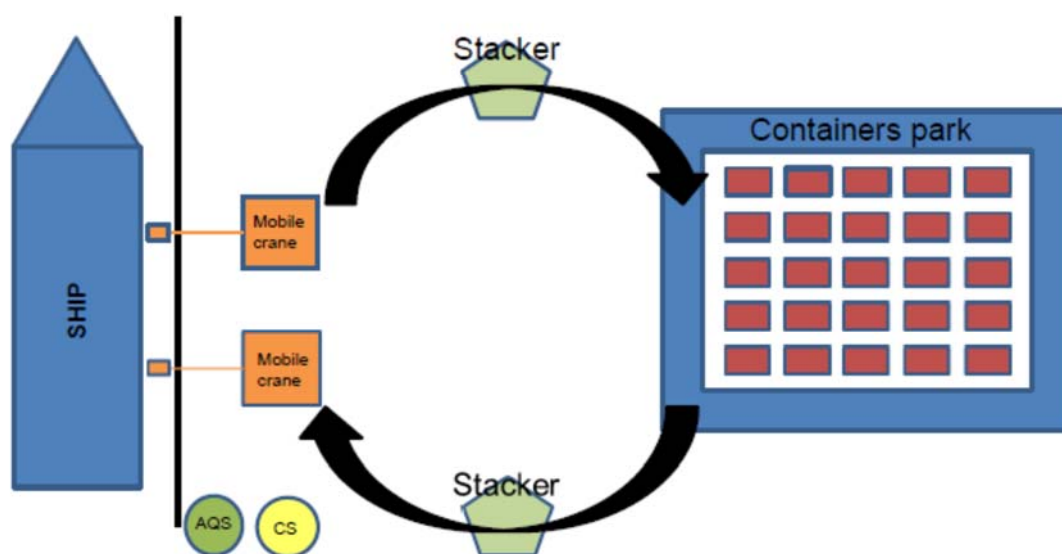 Stacker
Containers park
Mobile
crane
SHIP
Mobile
crane
Stacker
AQS
CS